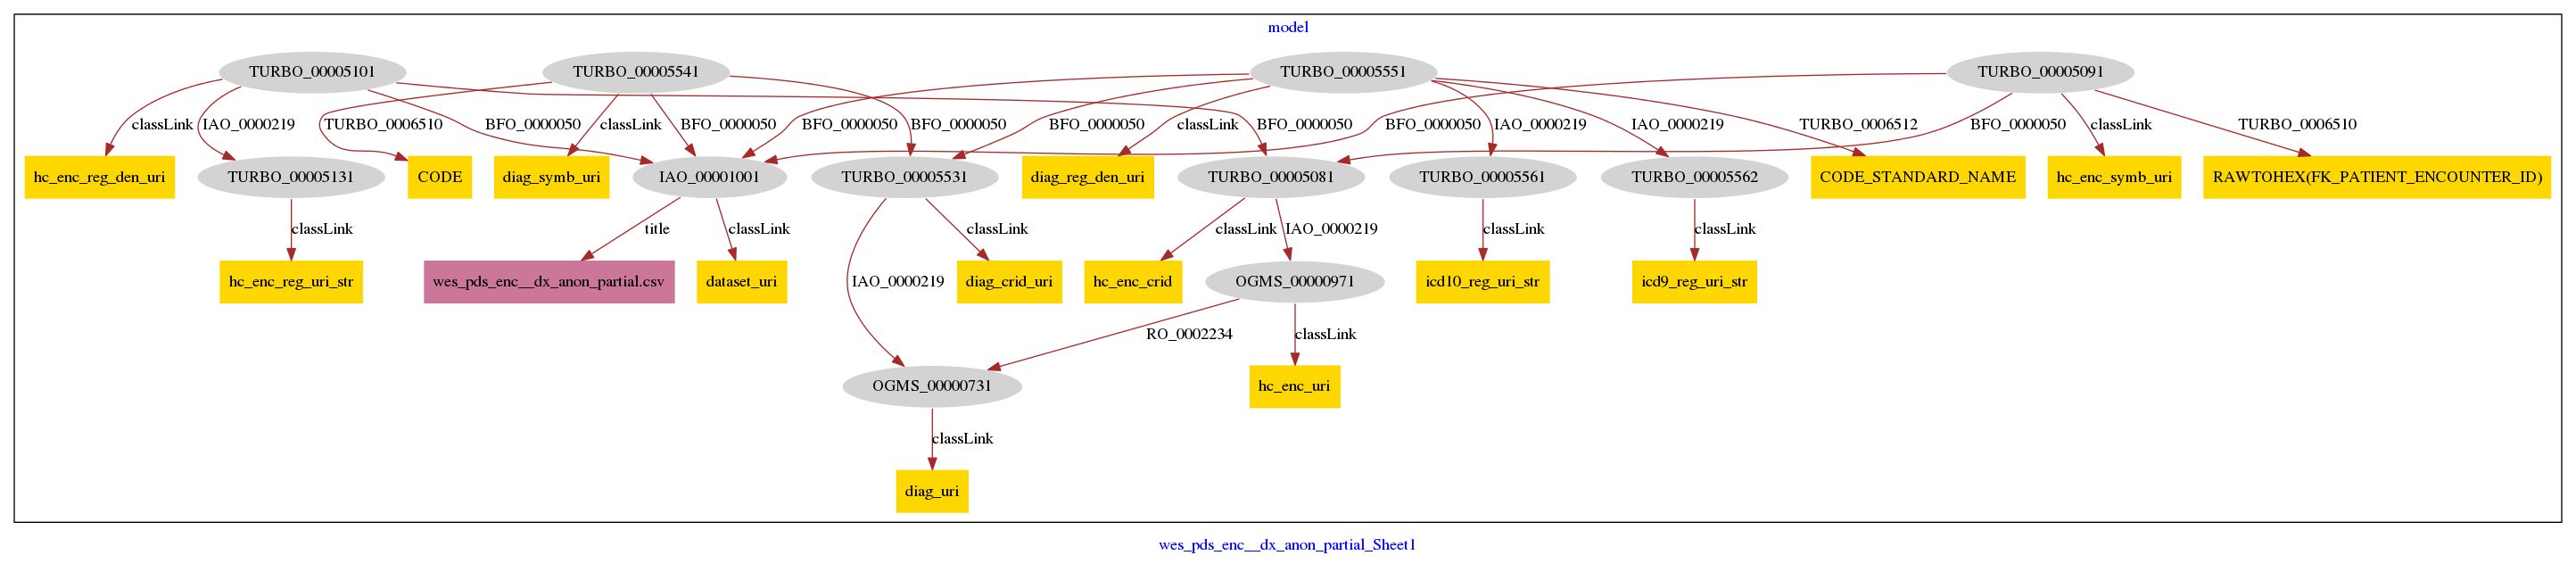 model
TURBO_00005101
TURBO_00005541
TURBO_00005551
TURBO_00005091
classLink
IAO_0000219
TURBO_0006510
BFO_0000050
classLink
BFO_0000050
BFO_0000050
BFO_0000050
BFO_0000050
classLink
BFO_0000050
BFO_0000050
IAO_0000219
IAO_0000219
TURBO_0006512
BFO_0000050
classLink
TURBO_0006510
hc_enc_reg_den_uri
TURBO_00005131
CODE
diag_symb_uri
IAO_00001001
TURBO_00005531
diag_reg_den_uri
TURBO_00005081
TURBO_00005561
TURBO_00005562
CODE_STANDARD_NAME
hc_enc_symb_uri
RAWTOHEX(FK_PATIENT_ENCOUNTER_ID)
classLink
title
classLink
classLink
classLink
IAO_0000219
classLink
classLink
hc_enc_reg_uri_str
wes_pds_enc__dx_anon_partial.csv
dataset_uri
IAO_0000219
diag_crid_uri
hc_enc_crid
OGMS_00000971
icd10_reg_uri_str
icd9_reg_uri_str
RO_0002234
classLink
OGMS_00000731
hc_enc_uri
classLink
diag_uri
wes_pds_enc__dx_anon_partial_Sheet1